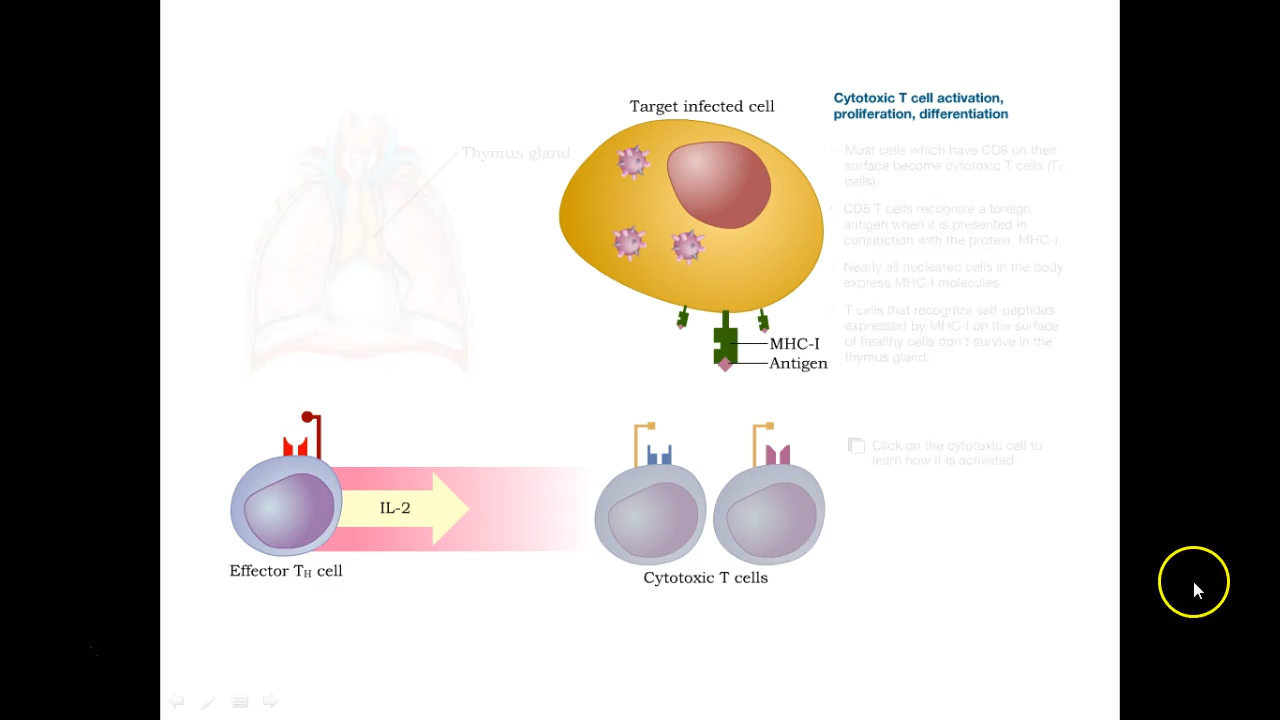 Target infected cell
Cytotoxic T cell activation,
proliferation, differentiation
Thymus gland
Most cells which have CD8 on their
surface become cytotoxic T cells (Tc
cells).
CD8 T cells recognize a foreign
antigen when it is presented in
conjunction with the protein, MHC-I.
Nearly all nucleated cells in the body
express MHC-I molecules.
T cells that recognize self-peptides
expressed by MHC-I on the surface
of healthy cells don't survive in the
thymus gland.
MHC-I
Antigen
Click on the cytotoxic cell to
learn how it is activated
IL-2
Effector TH cell
Cytotoxic T cells